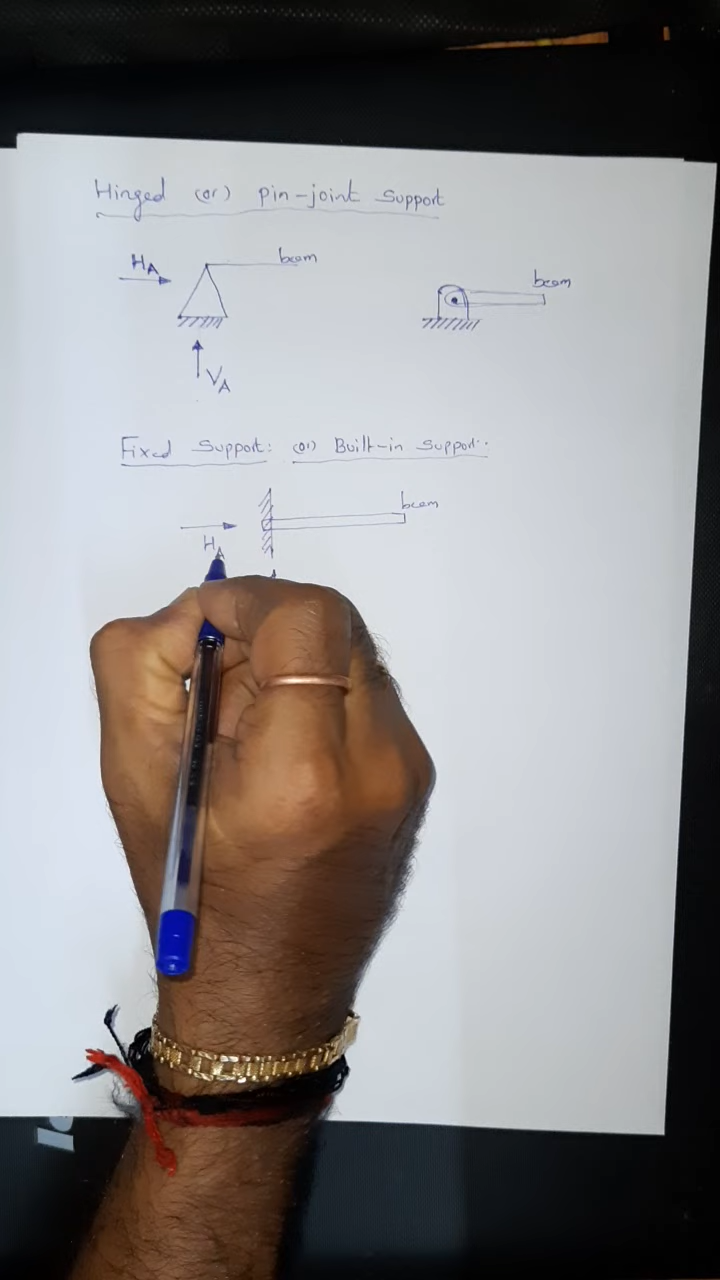 Hinged (or) pin-joint Support
HA
beam
beam
VA
Fixed Support: (or) Built-in Support:
beam
HA